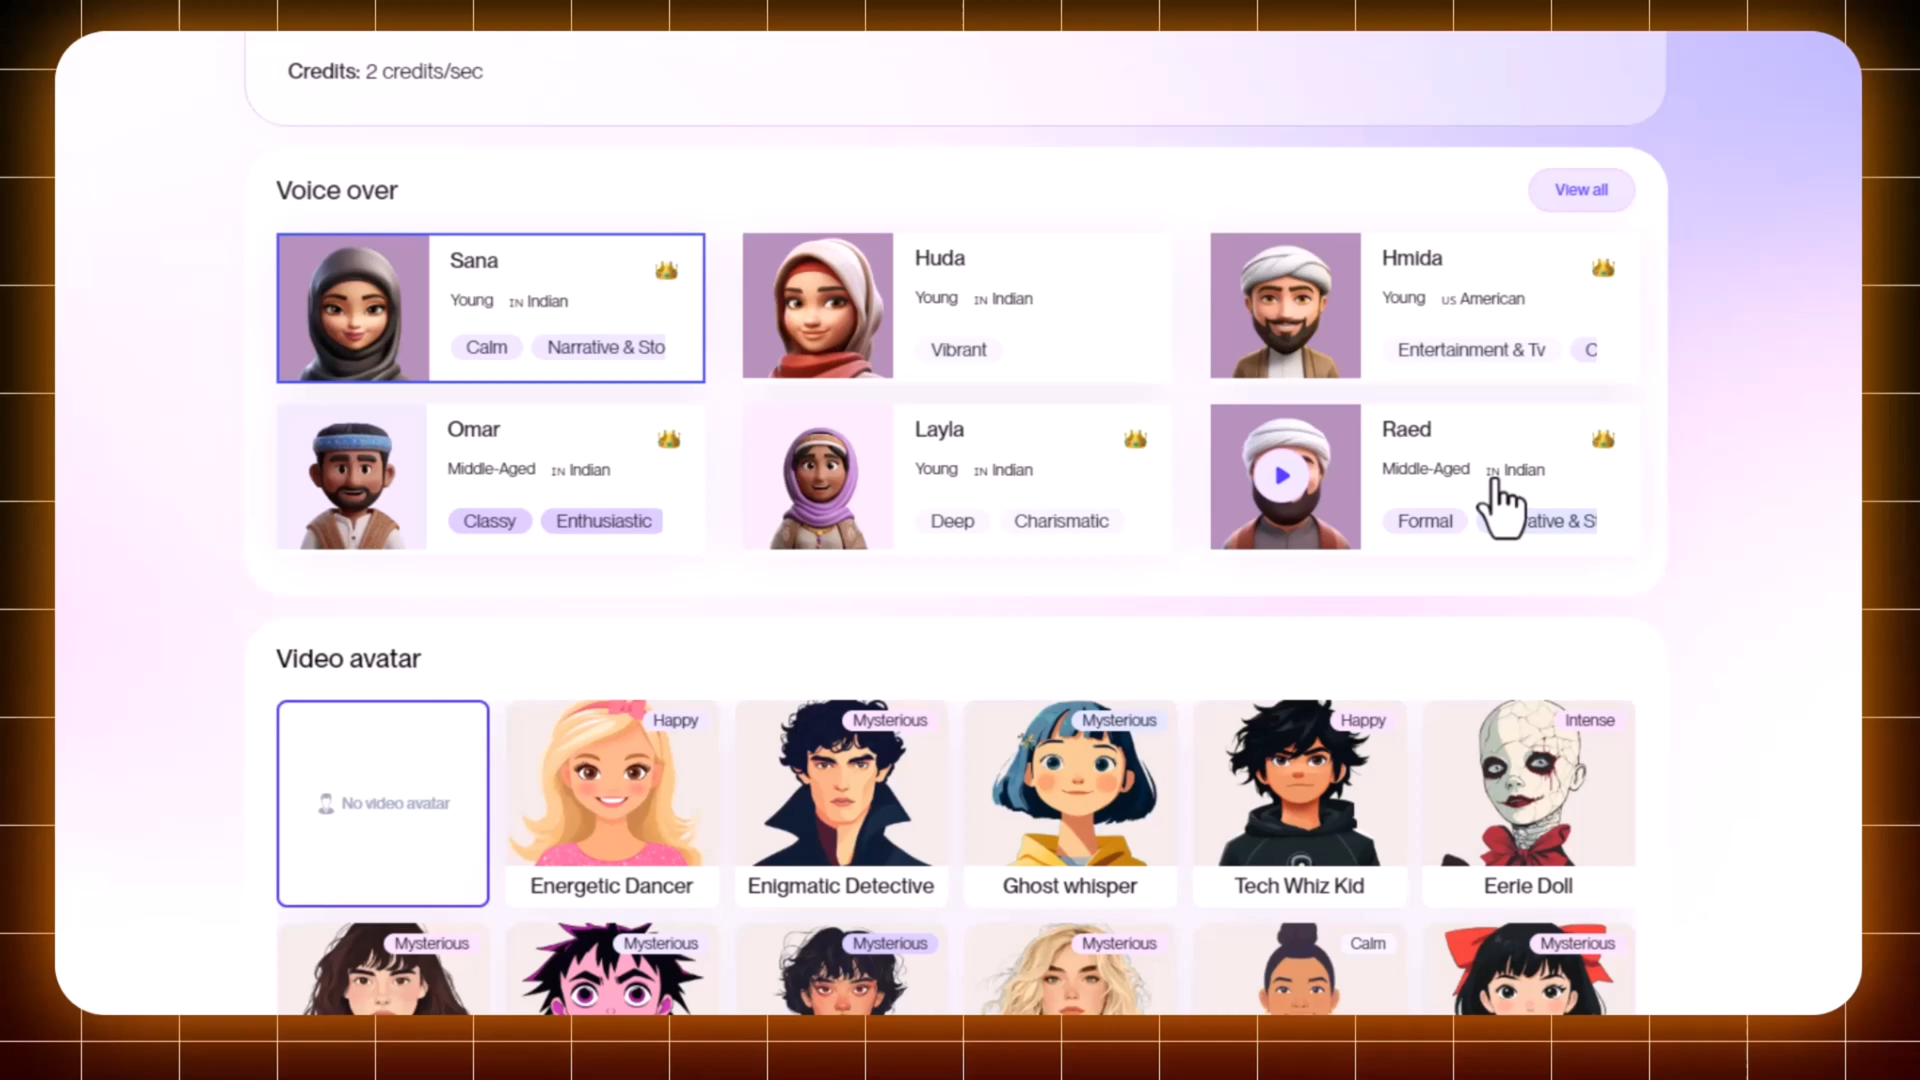 Credits: 2 credits/sec
Voice over
View all
Sana
Young IN Indian
Calm Narrative & Sto
Huda
Young IN Indian
Vibrant
Hmida
Young US American
Entertainment & Tv C
Omar
Middle-Aged IN Indian
Classy Enthusiastic
Layla
Young IN Indian
Deep Charismatic
Raed
Middle-Aged IN Indian
Formal ative & S
Video avatar
No video avatar
Happy
Energetic Dancer
Mysterious
Enigmatic Detective
Mysterious
Ghost whisper
Happy
Tech Whiz Kid
Intense
Eerie Doll
Mysterious
Mysterious
Mysterious
Mysterious
Calm
Mysterious